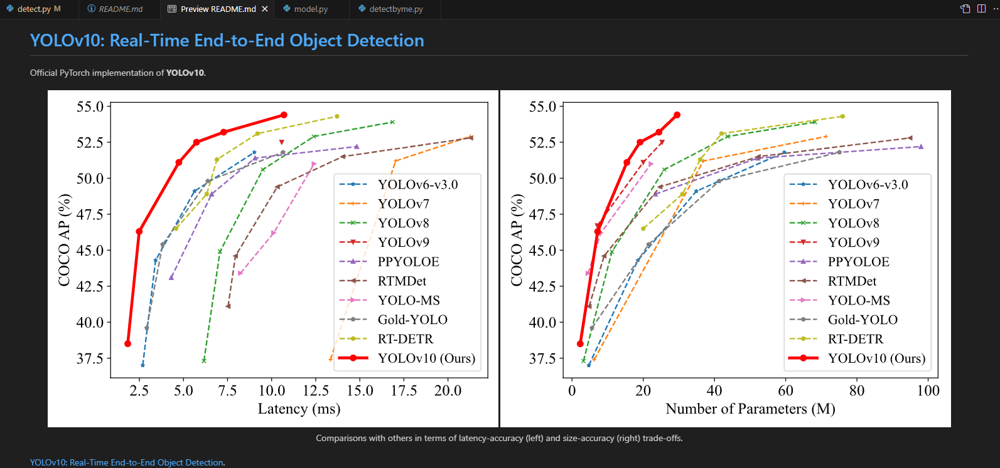 detect.py M
README.md
Preview README.md
model.py
detectbyme.py
YOLOv10: Real-Time End-to-End Object Detection
Official PyTorch implementation of YOLOv10.
55.0
52.5
50.0
47.5
45.0
42.5
40.0
37.5
COCO AP (%)
YOLOv6-v3.0
YOLOv7
YOLOv8
YOLOv9
PPYOLOE
RTMDet
YOLO-MS
Gold-YOLO
RT-DETR
YOLOv10 (Ours)
2.5 5.0 7.5 10.0 12.5 15.0 17.5 20.0
Latency (ms)
55.0
52.5
50.0
47.5
45.0
42.5
40.0
37.5
COCO AP (%)
YOLOv6-v3.0
YOLOv7
YOLOv8
YOLOv9
PPYOLOE
RTMDet
YOLO-MS
Gold-YOLO
RT-DETR
YOLOv10 (Ours)
0 20 40 60 80 100
Number of Parameters (M)
Comparisons with others in terms of latency-accuracy (left) and size-accuracy (right) trade-offs.
YOLOv10: Real-Time End-to-End Object Detection.